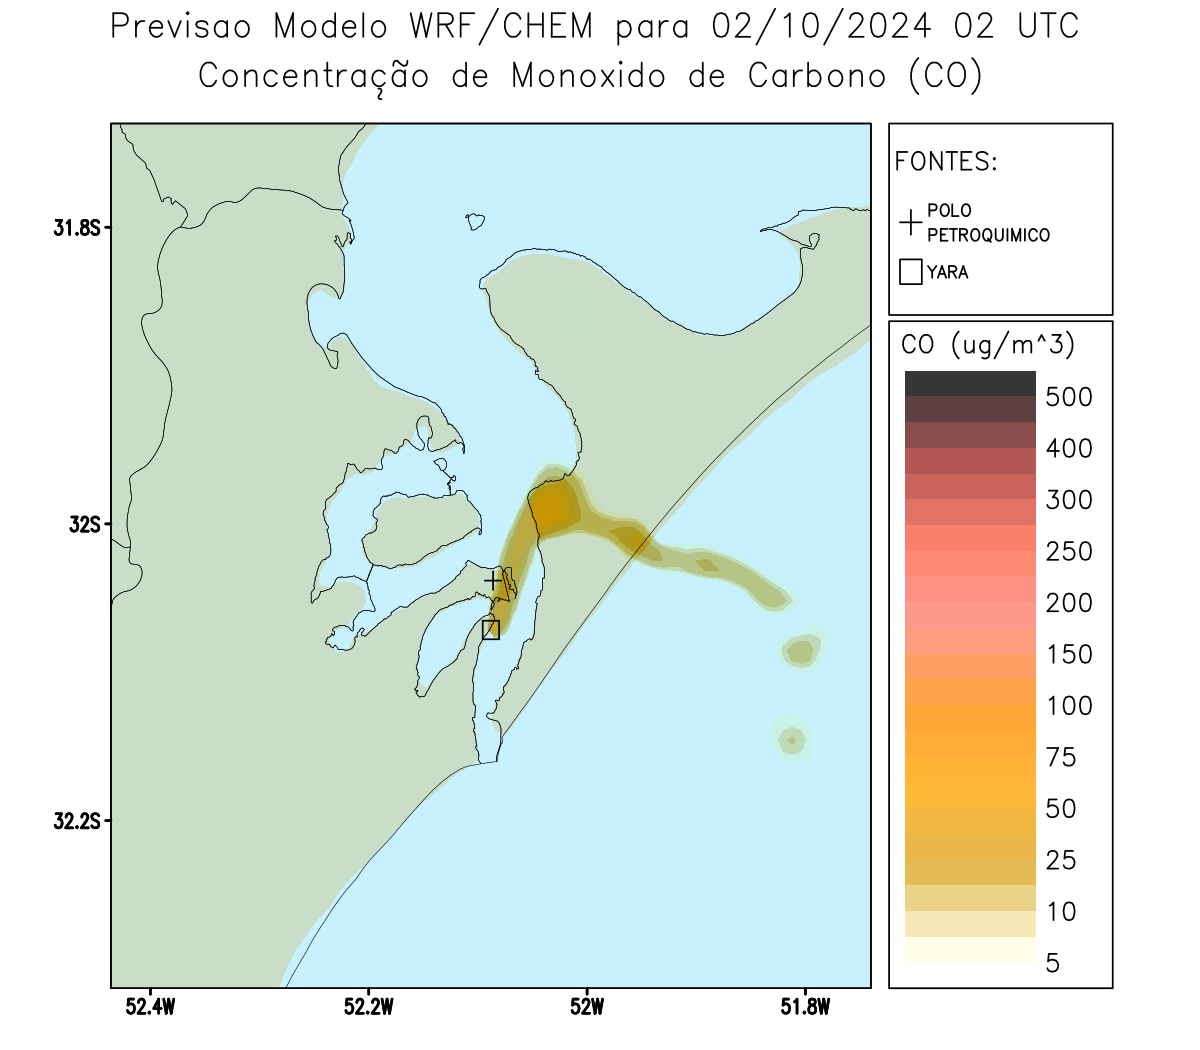 Previsao Modelo WRF/CHEM para 02/10/2024 02 UTC
Concentração de Monoxido de Carbono (CO)
FONTES:
POLO
PETROQUIMICO
YARA
CO (ug/m^3)
500
400
300
250
200
150
100
75
50
25
10
5
31.8S
32S
32.2S
52.4W
52.2W
52W
51.8W